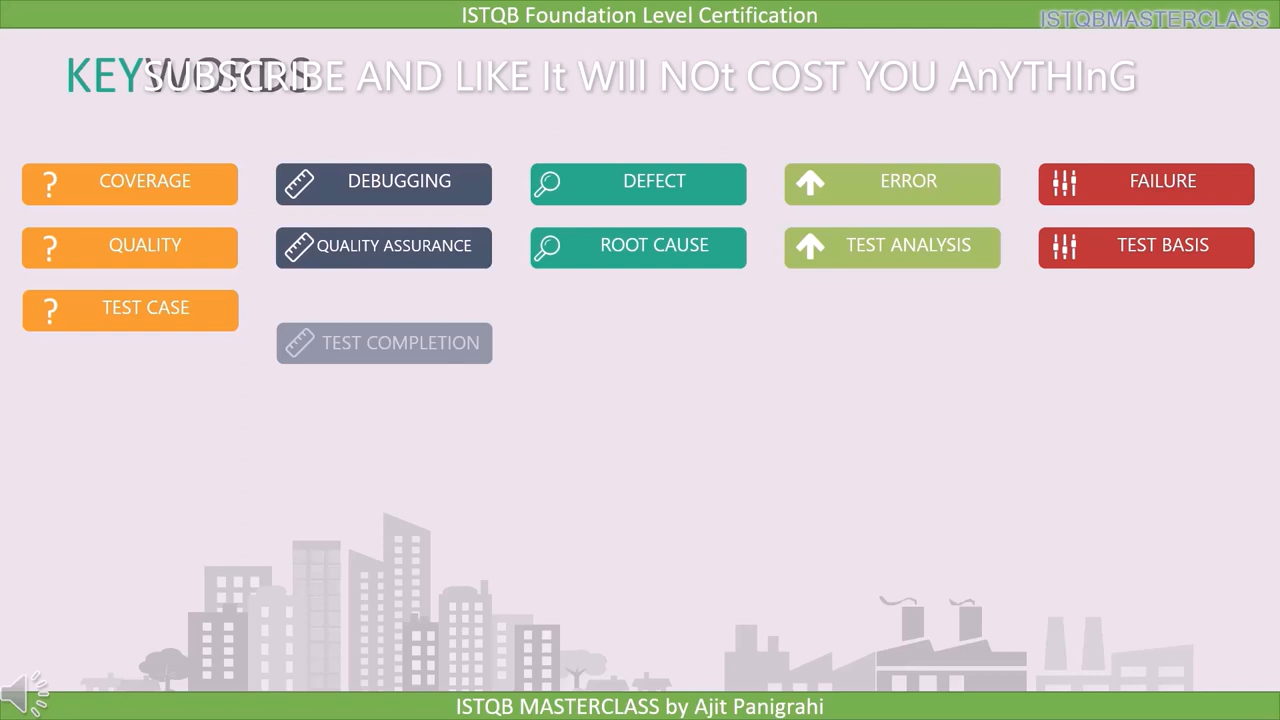 ISTQB Foundation Level Certification
ISTQBMASTERCLASS
KEYWORDS
SUBSCRIBE AND LIKE It WIll NOt COST YOU AnYTHInG
COVERAGE
DEBUGGING
DEFECT
ERROR
FAILURE
QUALITY
QUALITY ASSURANCE
ROOT CAUSE
TEST ANALYSIS
TEST BASIS
TEST CASE
TEST COMPLETION
ISTQB MASTERCLASS by Ajit Panigrahi